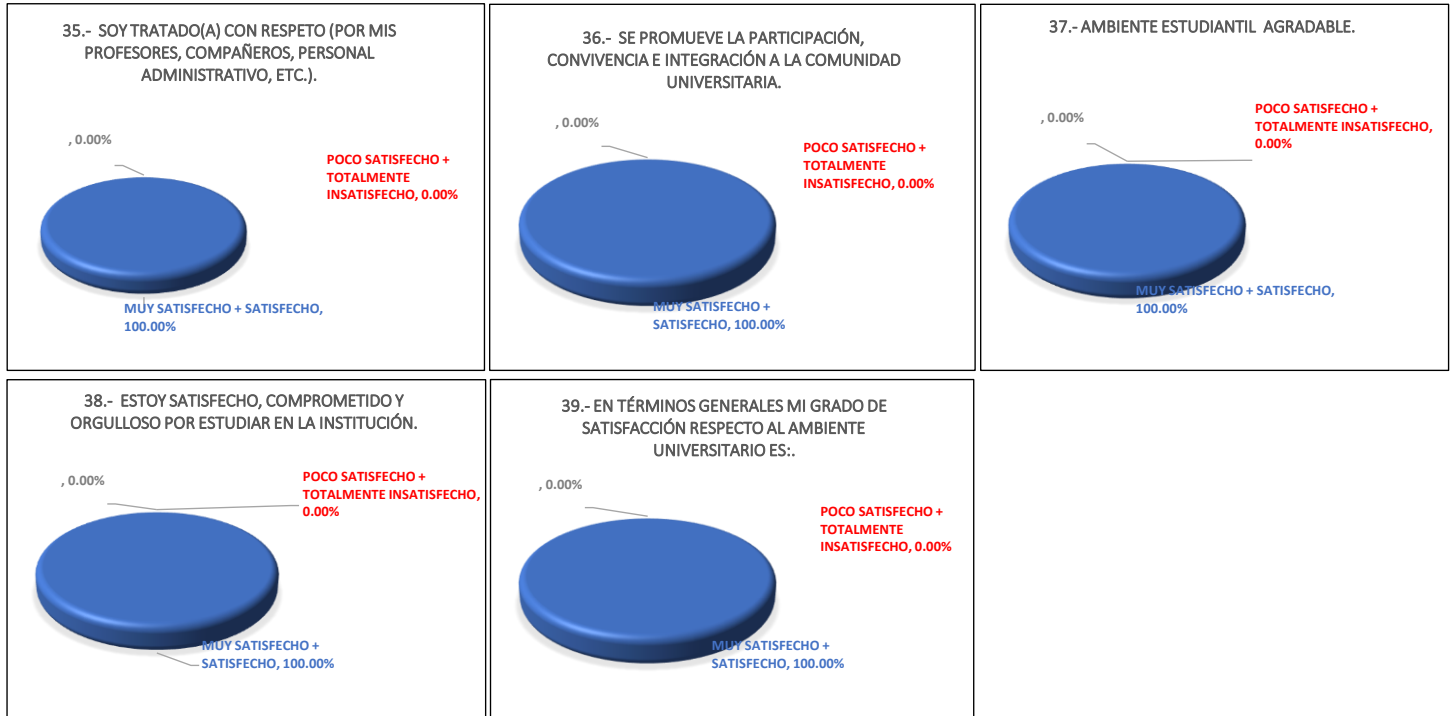 35.- SOY TRATADO(A) CON RESPETO (POR MIS
PROFESORES, COMPAÑEROS, PERSONAL
ADMINISTRATIVO, ETC.).
, 0.00%
POCO SATISFECHO +
TOTALMENTE
INSATISFECHO, 0.00%
MUY SATISFECHO + SATISFECHO,
100.00%
36.- SE PROMUEVE LA PARTICIPACIÓN,
CONVIVENCIA E INTEGRACIÓN A LA COMUNIDAD
UNIVERSITARIA.
, 0.00%
POCO SATISFECHO +
TOTALMENTE
INSATISFECHO, 0.00%
MUY SATISFECHO +
SATISFECHO, 100.00%
37.- AMBIENTE ESTUDIANTIL AGRADABLE.
, 0.00%
POCO SATISFECHO +
TOTALMENTE INSATISFECHO,
0.00%
MUY SATISFECHO + SATISFECHO,
100.00%
38.- ESTOY SATISFECHO, COMPROMETIDO Y
ORGULLOSO POR ESTUDIAR EN LA INSTITUCIÓN.
, 0.00%
POCO SATISFECHO +
TOTALMENTE INSATISFECHO,
0.00%
MUY SATISFECHO +
SATISFECHO, 100.00%
39.- EN TÉRMINOS GENERALES MI GRADO DE
SATISFACCIÓN RESPECTO AL AMBIENTE
UNIVERSITARIO ES:.
, 0.00%
POCO SATISFECHO +
TOTALMENTE
INSATISFECHO, 0.00%
MUY SATISFECHO +
SATISFECHO, 100.00%